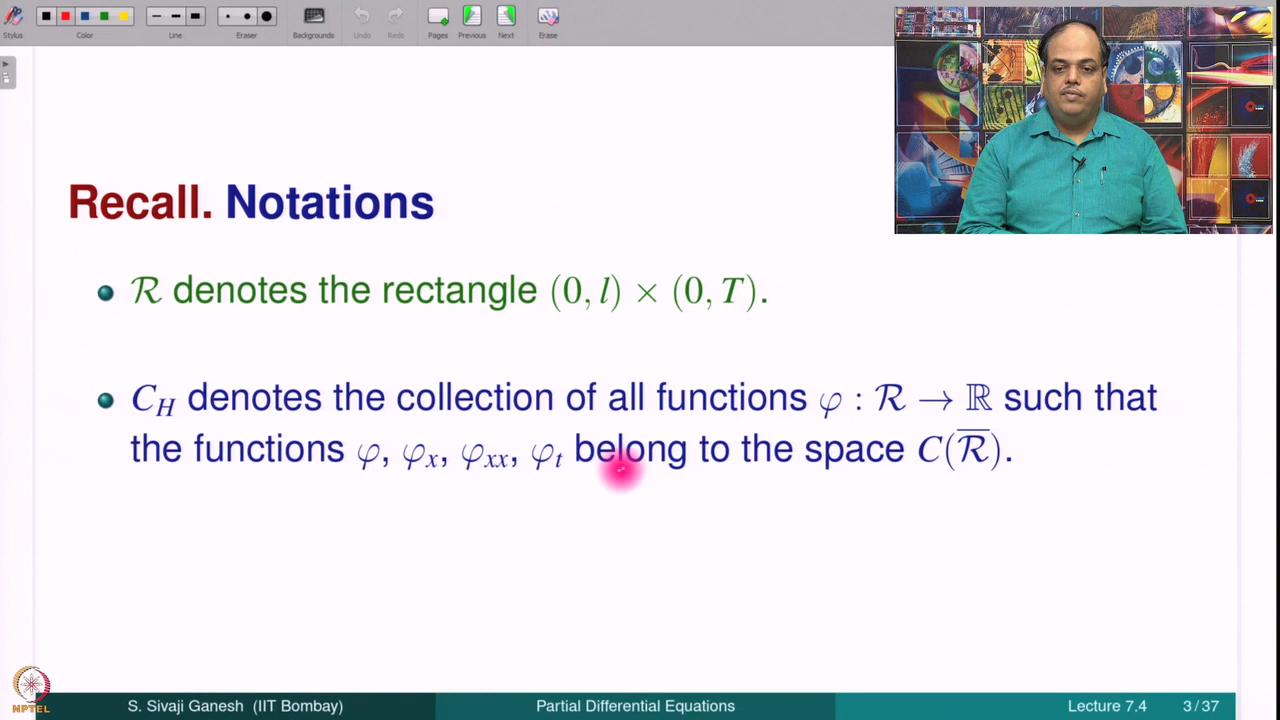 Stylus Color Line Eraser Backgrounds Undo Redo Pages Previous Next Erase
Recall. Notations
ℛ denotes the rectangle (0, l) × (0, T).
C_H denotes the collection of all functions φ : ℛ → ℝ such that
the functions φ, φ_x, φ_xx, φ_t belong to the space C(ℛ̅).
NPTEL
S. Sivaji Ganesh (IIT Bombay) Partial Differential Equations Lecture 7.4 3 / 37